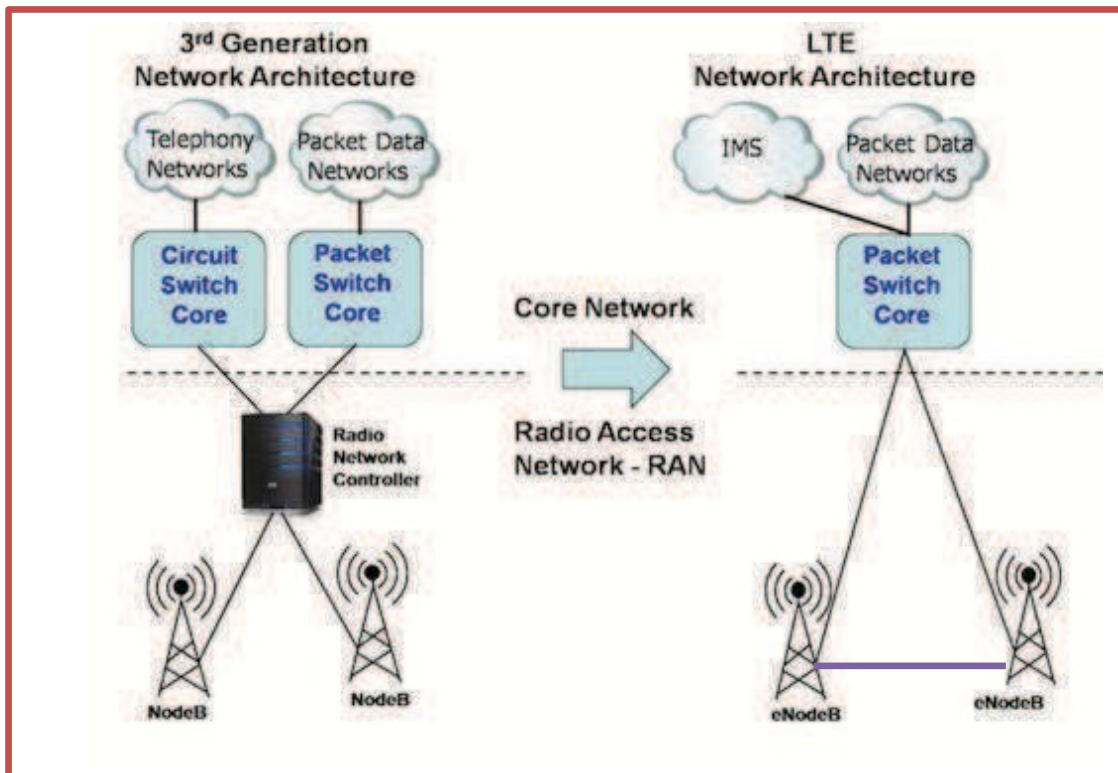 3rd Generation
Network Architecture
Telephony
Networks
Packet Data
Networks
Circuit
Switch
Core
Packet
Switch
Core
Radio
Network
Controller
NodeB
NodeB
Core Network
Radio Access
Network - RAN
LTE
Network Architecture
IMS
Packet Data
Networks
Packet
Switch
Core
eNodeB
eNodeB